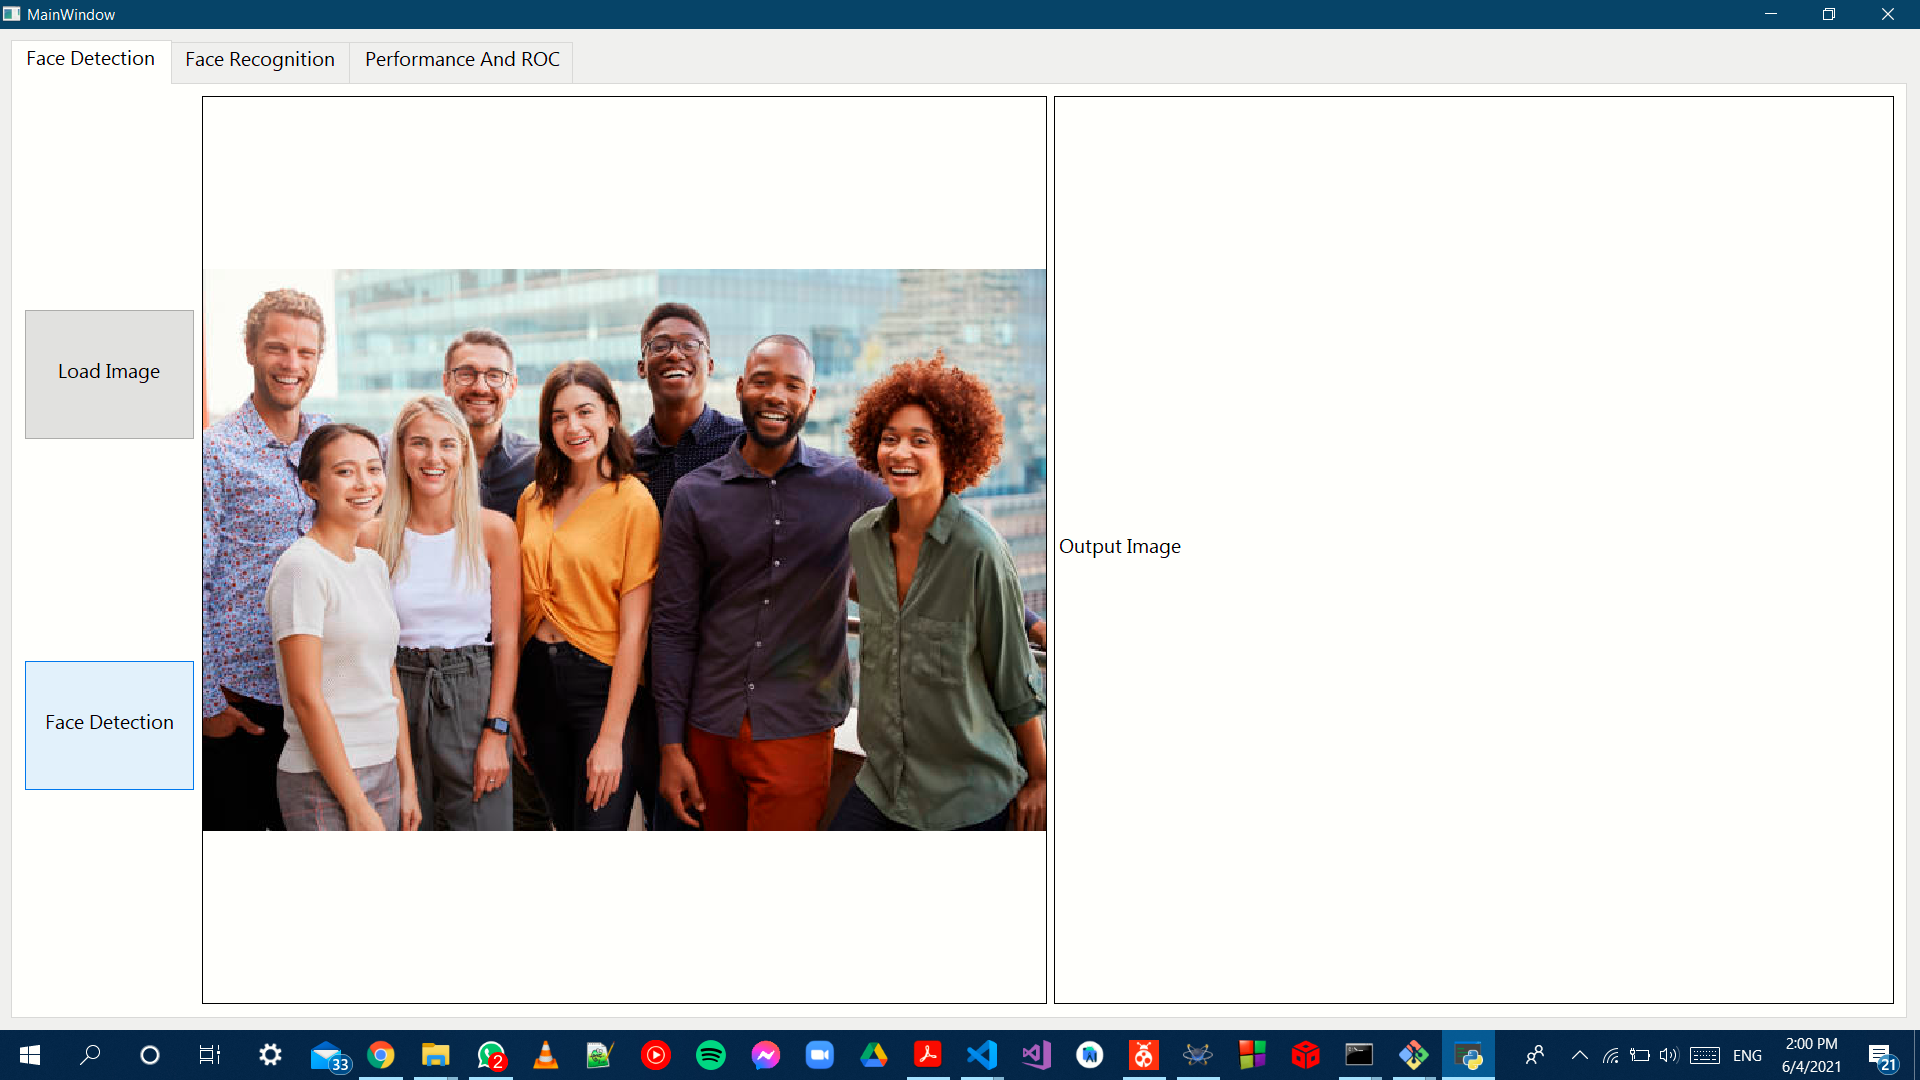 MainWindow
Face Detection
Face Recognition
Performance And ROC
Load Image
Face Detection
Output Image
33
2
ENG
2:00 PM
6/4/2021
21